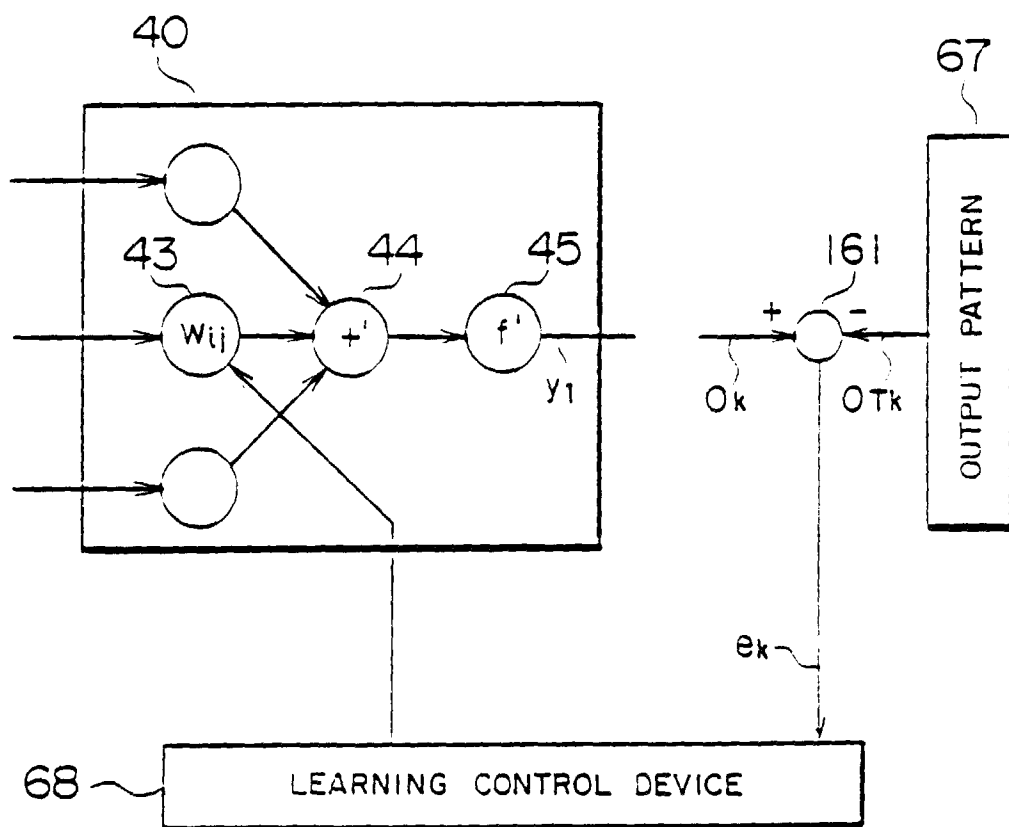 40
67
43
44
45
161
Wij
+'
f'
y1
+
-
Ok
OTk
OUTPUT PATTERN
ek
68
LEARNING CONTROL DEVICE